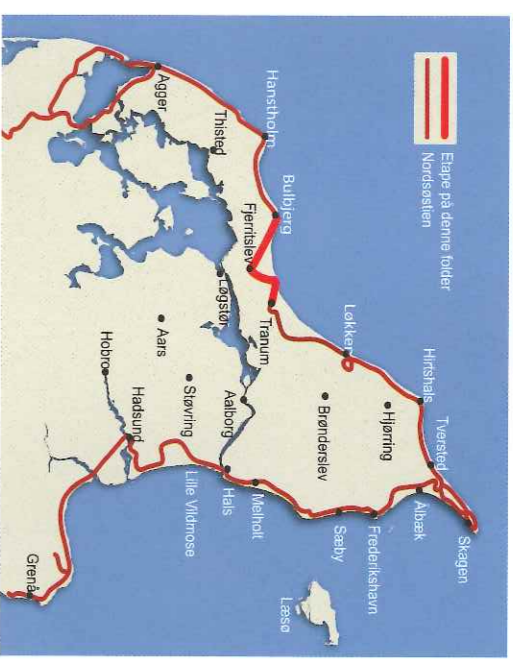 Etape på denne folder
Nordsøstien
Skagen
Tversted
Hirtshals
Ålbæk
Hjørring
Frederikshavn
Løkken
Sæby
Læsø
Brønderslev
Tranum
Bulbjerg
Fjerritslev
Hanstholm
Melholt
Hals
Aalborg
Løgstør
Thisted
Lille Vildmose
Støvring
Aars
Agger
Hadsund
Hobro
Grenå